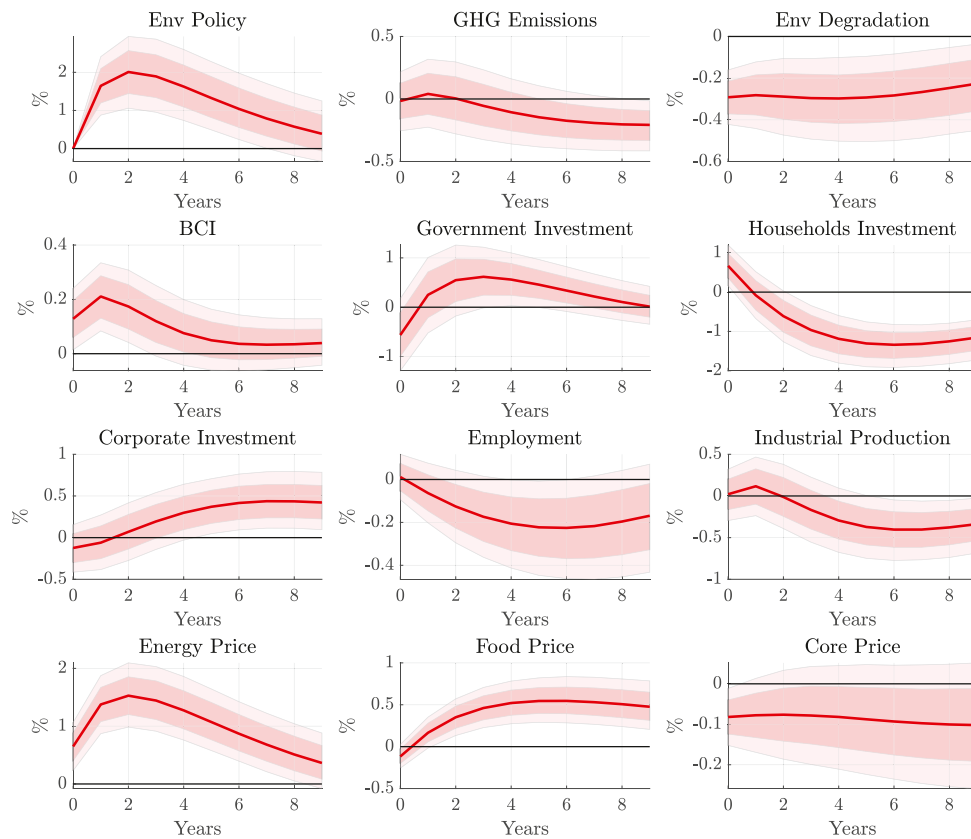 Env Policy
%
2
1
0
0 2 4 6 8
Years
GHG Emissions
%
0.5
0
-0.5
0 2 4 6 8
Years
Env Degradation
%
0
-0.2
-0.4
-0.6
0 2 4 6 8
Years
BCI
%
0.4
0.2
0
0 2 4 6 8
Years
Government Investment
%
1
0
-1
0 2 4 6 8
Years
Households Investment
%
1
0
-1
-2
0 2 4 6 8
Years
Corporate Investment
%
1
0.5
0
-0.5
0 2 4 6 8
Years
Employment
%
0
-0.2
-0.4
0 2 4 6 8
Years
Industrial Production
%
0.5
0
-0.5
-1
0 2 4 6 8
Years
Energy Price
%
2
1
0
0 2 4 6 8
Years
Food Price
%
1
0.5
0
-0.5
0 2 4 6 8
Years
Core Price
%
0
-0.1
-0.2
0 2 4 6 8
Years